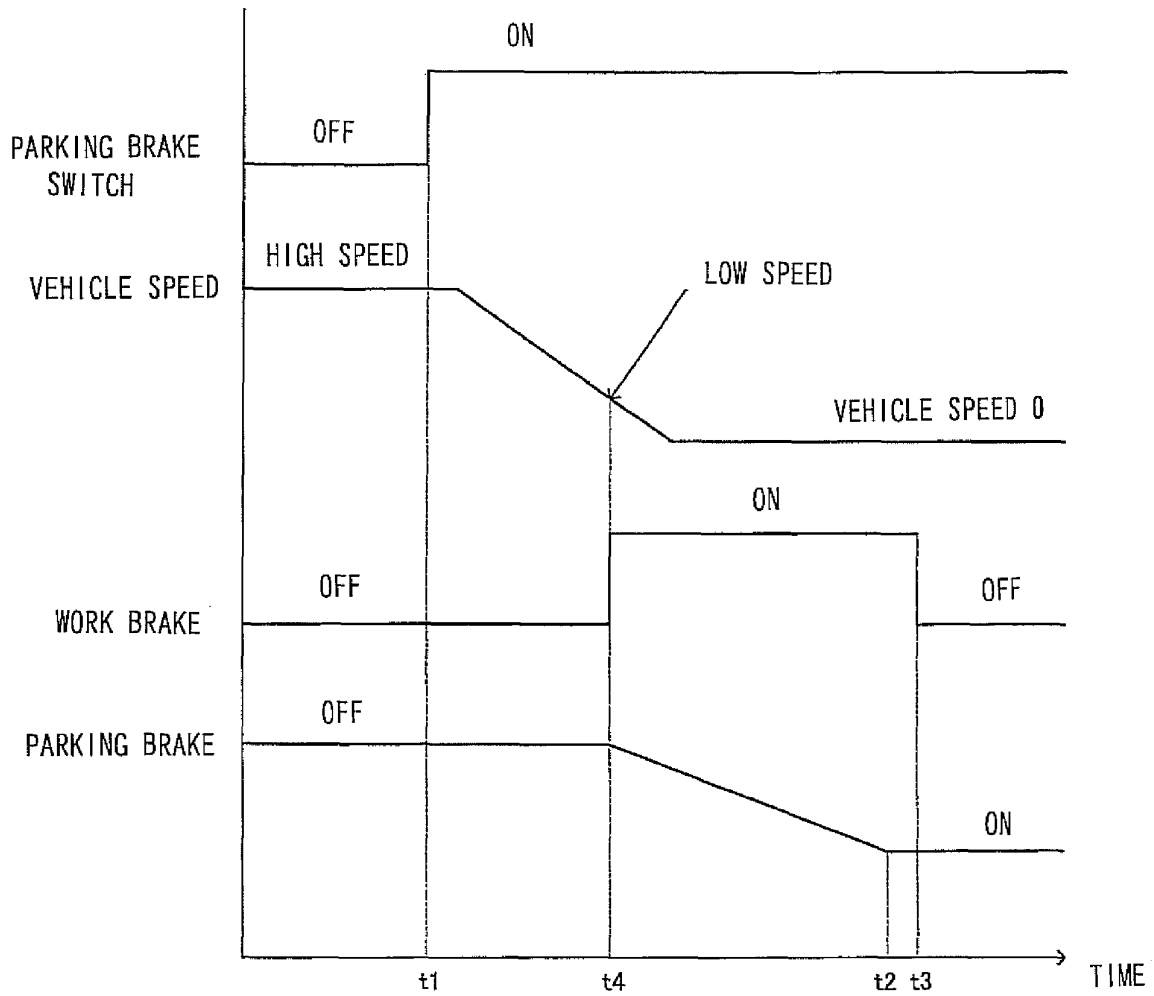 ON
OFF
PARKING BRAKE
SWITCH
HIGH SPEED
VEHICLE SPEED
LOW SPEED
VEHICLE SPEED 0
ON
OFF
OFF
WORK BRAKE
OFF
PARKING BRAKE
ON
t1 t4 t2 t3 TIME